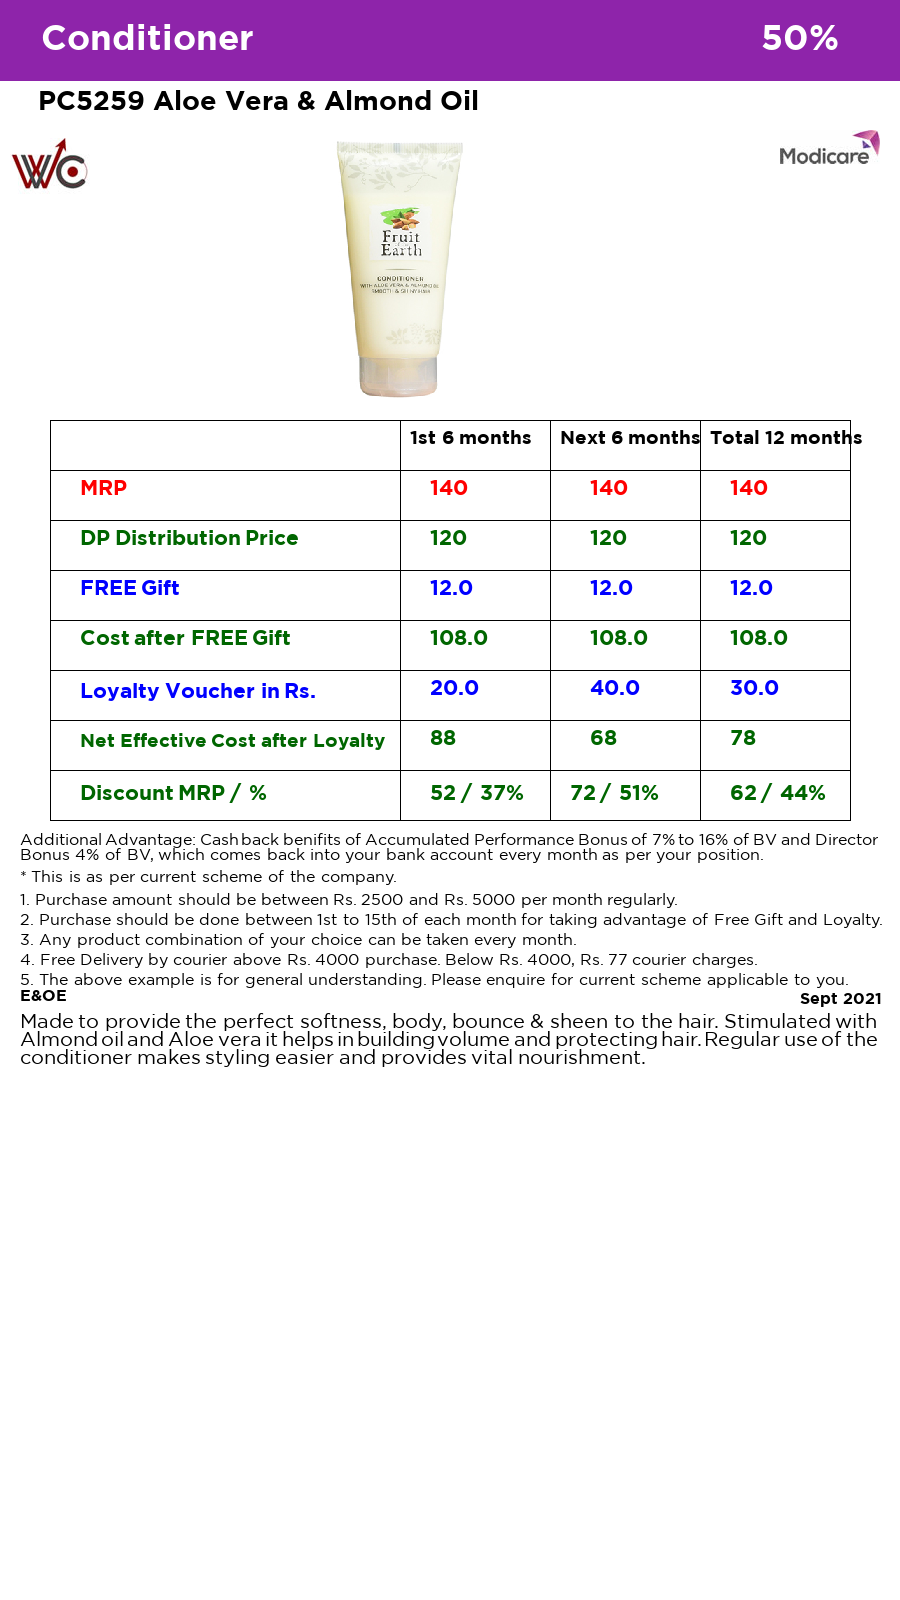 Conditioner 50%
PC5259 Aloe Vera & Almond Oil
WC
Modicare
Fruit
Earth
CONDITIONER
WITH ALOE VERA & ALMOND OIL
SMOOTH & SHINY HAIR
1st 6 months Next 6 months Total 12 months
MRP 140 140 140
DP Distribution Price 120 120 120
FREE Gift 12.0 12.0 12.0
Cost after FREE Gift 108.0 108.0 108.0
Loyalty Voucher in Rs. 20.0 40.0 30.0
Net Effective Cost after Loyalty 88 68 78
Discount MRP / % 52 / 37% 72 / 51% 62 / 44%
Additional Advantage: Cashback benifits of Accumulated Performance Bonus of 7% to 16% of BV and Director
Bonus 4% of BV, which comes back into your bank account every month as per your position.
* This is as per current scheme of the company.
1. Purchase amount should be between Rs. 2500 and Rs. 5000 per month regularly.
2. Purchase should be done between 1st to 15th of each month for taking advantage of Free Gift and Loyalty.
3. Any product combination of your choice can be taken every month.
4. Free Delivery by courier above Rs. 4000 purchase. Below Rs. 4000, Rs. 77 courier charges.
5. The above example is for general understanding. Please enquire for current scheme applicable to you.
E&OE Sept 2021
Made to provide the perfect softness, body, bounce & sheen to the hair. Stimulated with
Almond oil and Aloe vera it helps in building volume and protecting hair. Regular use of the
conditioner makes styling easier and provides vital nourishment.